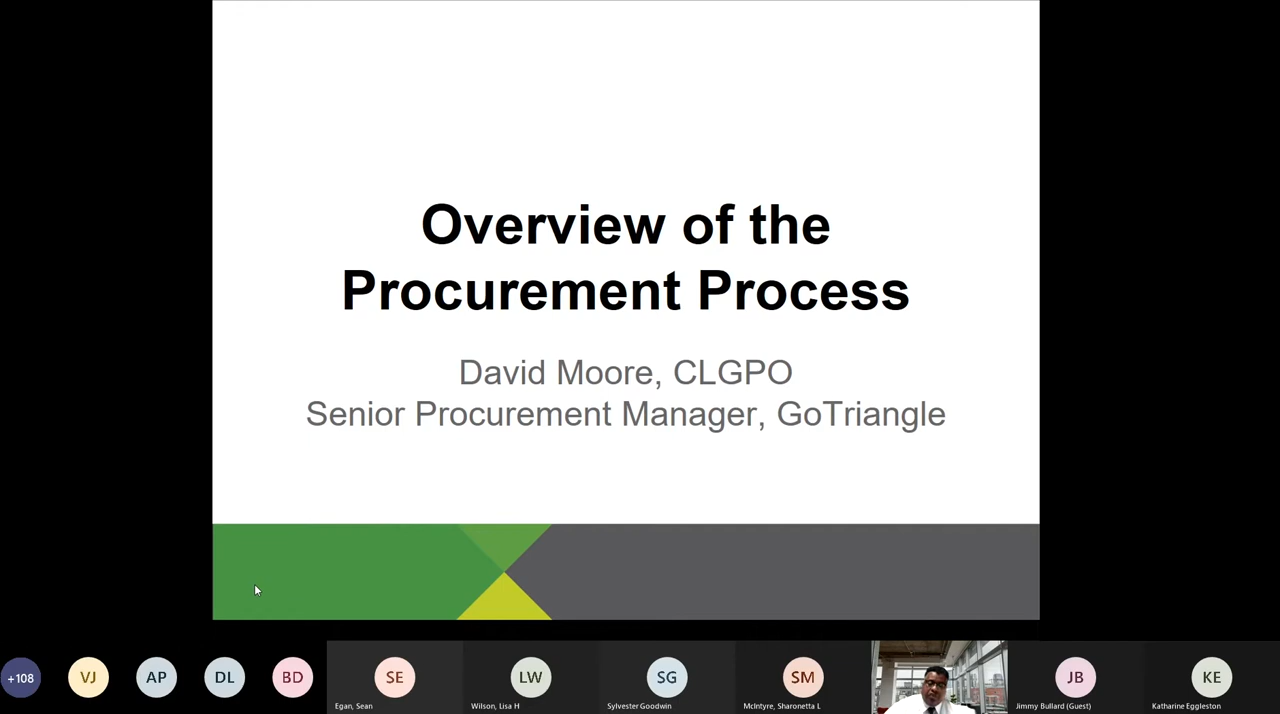 Overview of the
Procurement Process
David Moore, CLGPO
Senior Procurement Manager, GoTriangle
+108
VJ
AP
DL
BD
SE
LW
SG
SM
JB
KE
Egan, Sean
Wilson, Lisa H
Sylvester Goodwin
McIntyre, Sharonetta L
Jimmy Bullard (Guest)
Katharine Eggleston